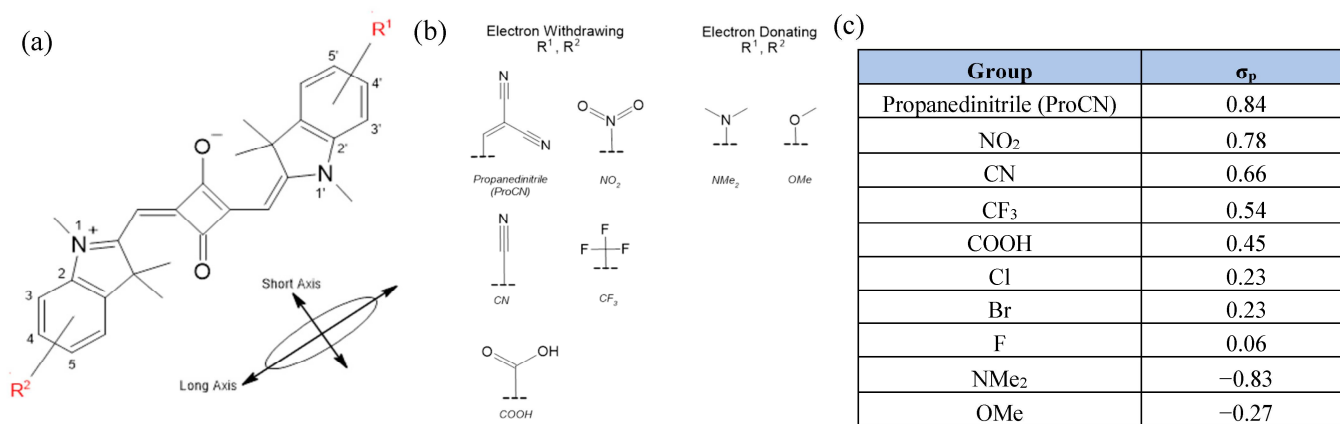 (a)
R¹
5'
4'
3'
2'
N
1'
O
−
1
N
+
2
O
3
4
5
R²
Short Axis
Long Axis
(b)
Electron Withdrawing
R¹ , R²
Electron Donating
R¹, R²
N
N
O
N
O
N
O
Propanedinitrile
(ProCN)
NO₂
NMe₂
OMe
N
F
F
F
CN
CF₃
O
OH
COOH
(c)
Group σₚ
Propanedinitrile (ProCN) 0.84
NO₂ 0.78
CN 0.66
CF₃ 0.54
COOH 0.45
Cl 0.23
Br 0.23
F 0.06
NMe₂ −0.83
OMe −0.27